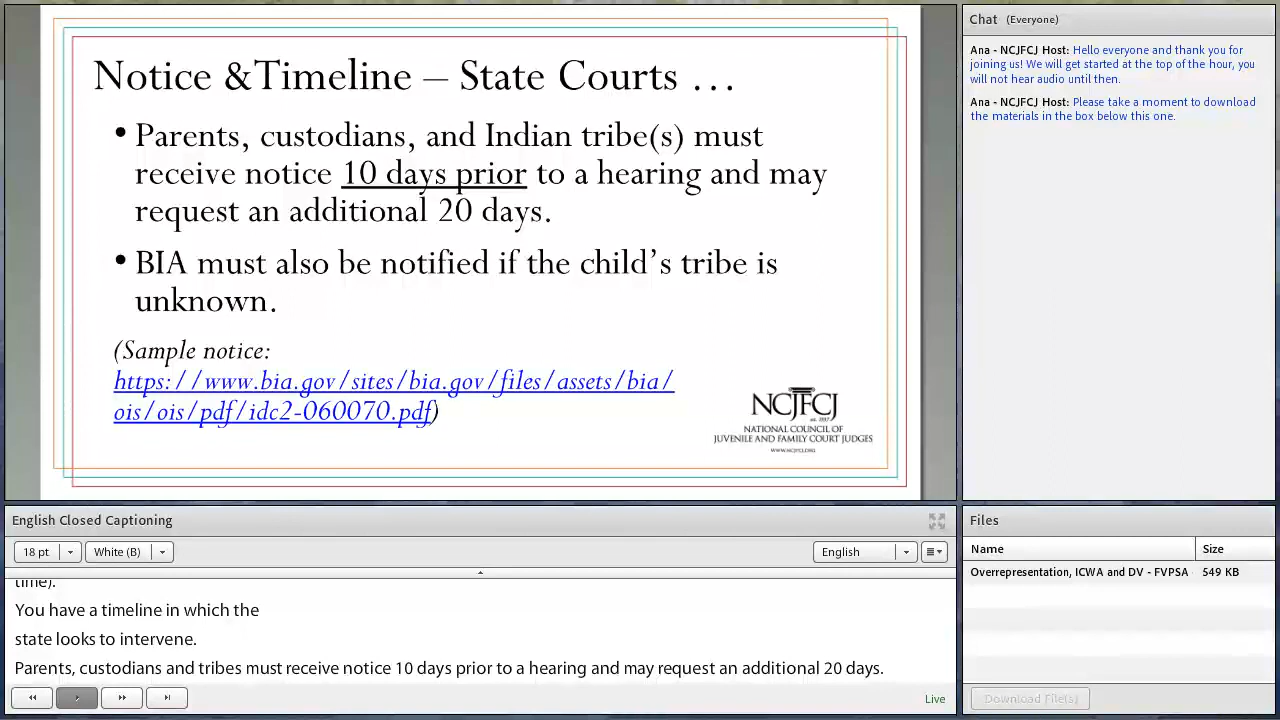 Notice &Timeline – State Courts …
• Parents, custodians, and Indian tribe(s) must
receive notice 10 days prior to a hearing and may
request an additional 20 days.
• BIA must also be notified if the child's tribe is
unknown.
(Sample notice:
https://www.bia.gov/sites/bia.gov/files/assets/bia/
ois/ois/pdf/idc2-060070.pdf)
NCJFCJ
est. 1937
NATIONAL COUNCIL OF
JUVENILE AND FAMILY COURT JUDGES
WWW.NCJFCJ.ORG
Chat (Everyone)
Ana - NCJFCJ Host: Hello everyone and thank you for
joining us! We will get started at the top of the hour, you
will not hear audio until then.
Ana - NCJFCJ Host: Please take a moment to download
the materials in the box below this one.
English Closed Captioning
18 pt
White (B)
English
time).
You have a timeline in which the
state looks to intervene.
Parents, custodians and tribes must receive notice 10 days prior to a hearing and may request an additional 20 days.
Live
Files
Name Size
Overrepresentation, ICWA and DV - FVPSA 549 KB
Download File(s)